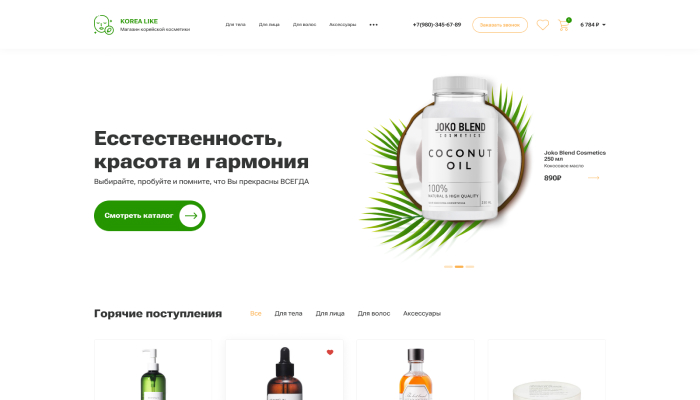 KOREA LIKE
Магазин корейской косметики
Для тела
Для лица
Для волос
Аксессуары
+7(980)-345-67-89
Заказать звонок
6 784 ₽
Есстественность,
красота и гармония
Выбирайте, пробуйте и помните, что Вы прекрасны ВСЕГДА
Смотреть каталог
JOKO BLEND
COSMETICS
COCONUT
OIL
100%
NATURAL & HIGH QUALITY
Joko Blend Cosmetics
250 мл
Кокосовое масло
890₽
Горячие поступления
Все
Для тела
Для лица
Для волос
Аксессуары